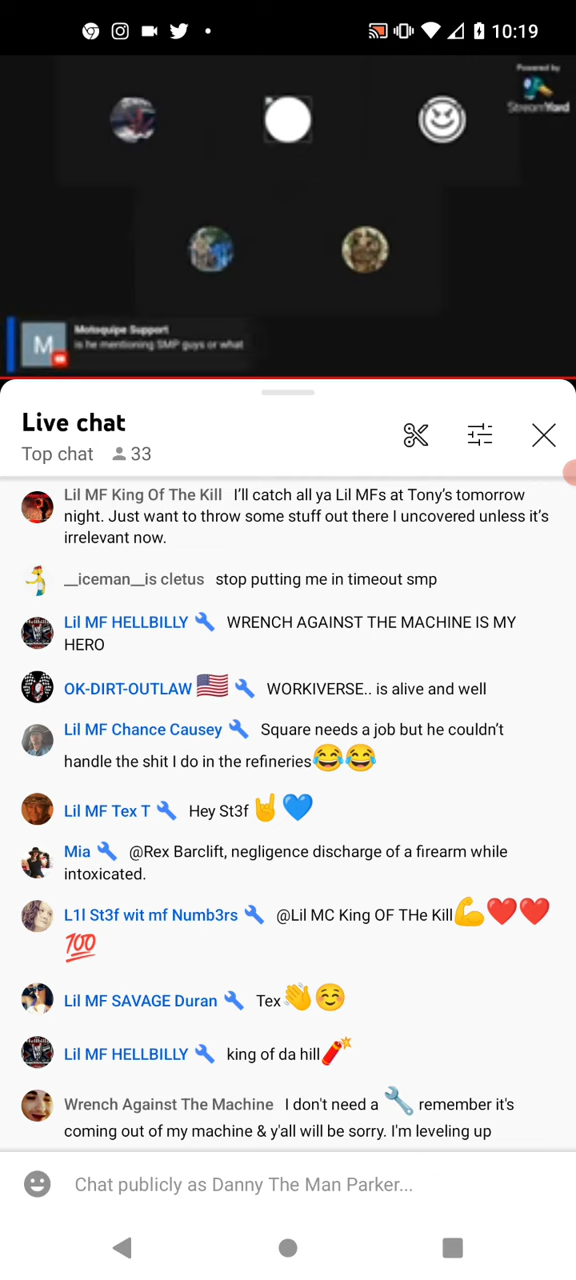 10:19
Powered by
StreamYard
M
Motoquipe Support
is he mentioning SMP guys or what
Live chat
Top chat 33
Lil MF King Of The Kill I'll catch all ya Lil MFs at Tony's tomorrow
night. Just want to throw some stuff out there I uncovered unless it's
irrelevant now.
__iceman__is cletus stop putting me in timeout smp
Lil MF HELLBILLY 🔧 WRENCH AGAINST THE MACHINE IS MY
HERO
OK-DIRT-OUTLAW 🇺🇸 🔧 WORKIVERSE.. is alive and well
Lil MF Chance Causey 🔧 Square needs a job but he couldn't
handle the shit I do in the refineries😂😂
Lil MF Tex T 🔧 Hey St3f🤘💙
Mia 🔧 @Rex Barclift, negligence discharge of a firearm while
intoxicated.
L1l St3f wit mf Numb3rs 🔧 @Lil MC King OF THe Kill💪❤️❤️
💯
Lil MF SAVAGE Duran 🔧 Tex👋☺️
Lil MF HELLBILLY 🔧 king of da hill🧨
Wrench Against The Machine I don't need a 🔧 remember it's
coming out of my machine & y'all will be sorry. I'm leveling up
Chat publicly as Danny The Man Parker...